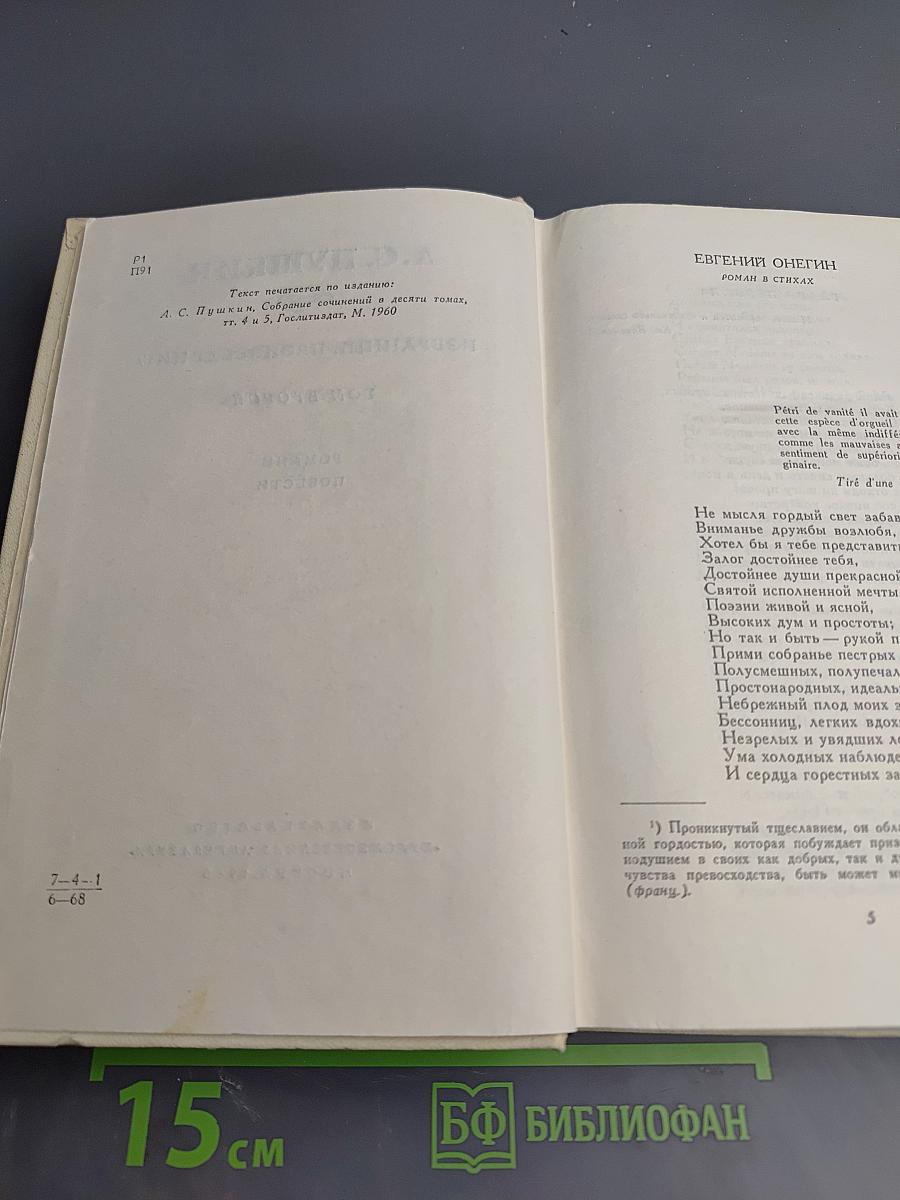 Р1
П91
Текст печатается по изданию:
А. С. Пушкин, Собрание сочинений в десяти томах,
тт. 4 и 5, Гослитиздат, М. 1960
7—4—1
6—68
ЕВГЕНИЙ ОНЕГИН
РОМАН В СТИХАХ
Pétri de vanité il avait
cette espèce d'orgueil
avec la même indiffé
comme les mauvaises a
sentiment de supériori
ginaire.
Tiré d'une
Не мысля гордый свет забав
Вниманье дружбы возлюбя,
Хотел бы я тебе представить
Залог достойнее тебя,
Достойнее души прекрасной
Святой исполненной мечты
Поэзии живой и ясной,
Высоких дум и простоты;
Но так и быть — рукой п
Прими собранье пестрых
Полусмешных, полупечал
Простонародных, идеаль
Небрежный плод моих з
Бессонниц, легких вдох
Незрелых и увядших ле
Ума холодных наблюде
И сердца горестных за
¹) Проникнутый тщеславием, он обла
ной гордостью, которая побуждает приз
нодушием в своих как добрых, так и д
чувства превосходства, быть может м
(франц.).
5
15 см
БФ БИБЛИОФАН